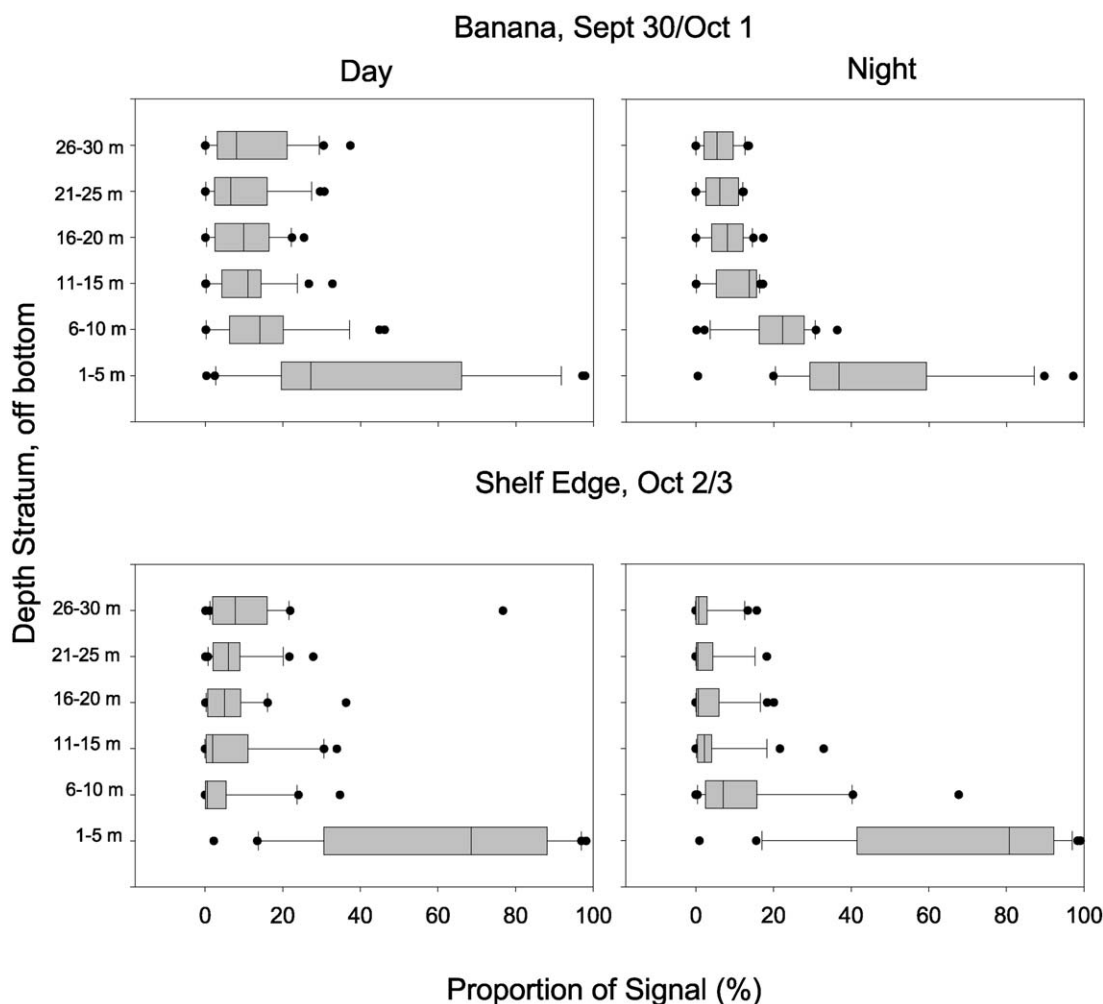 Banana, Sept 30/Oct 1
Day
Night
Depth Stratum, off bottom
26-30 m
21-25 m
16-20 m
11-15 m
6-10 m
1-5 m
Shelf Edge, Oct 2/3
26-30 m
21-25 m
16-20 m
11-15 m
6-10 m
1-5 m
0 20 40 60 80 100
0 20 40 60 80 100
Proportion of Signal (%)